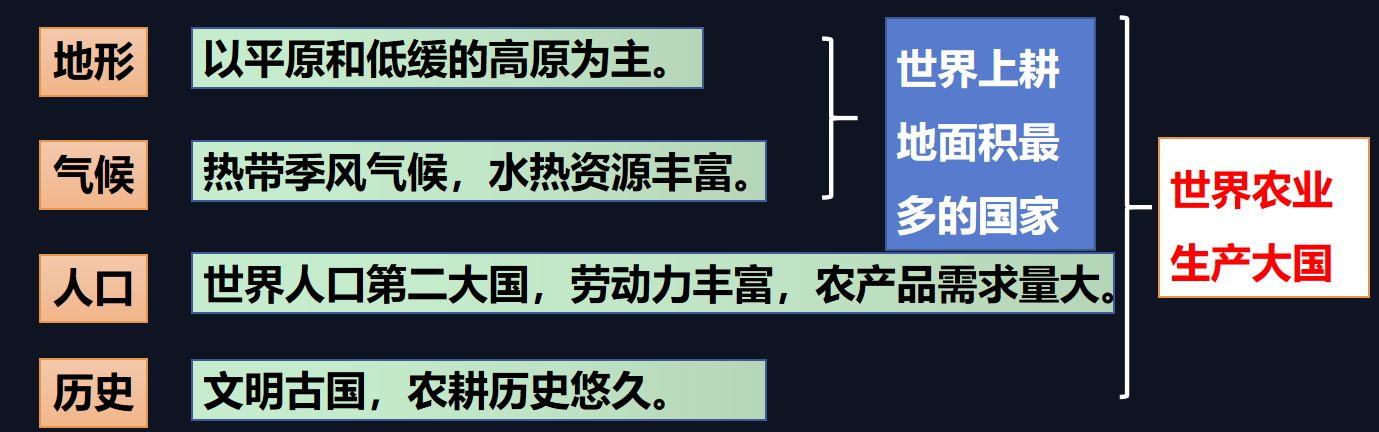 地形
以平原和低缓的高原为主。
气候
热带季风气候，水热资源丰富。
人口
世界人口第二大国，劳动力丰富，农产品需求量大。
历史
文明古国，农耕历史悠久。
世界上耕
地面积最
多的国家
世界农业
生产大国